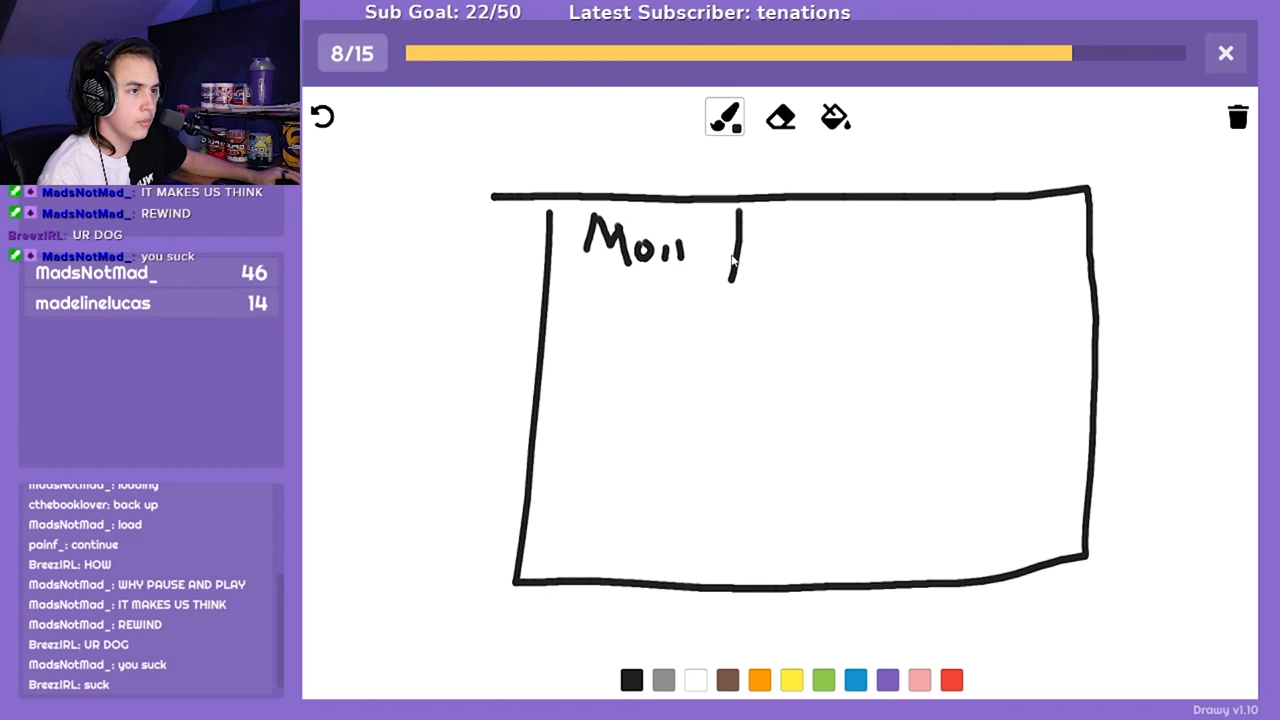 Sub Goal: 22/50 Latest Subscriber: tenations
8/15
MadsNotMad_: IT MAKES US THINK
MadsNotMad_: REWIND
BreezIRL: UR DOG
MadsNotMad_: you suck
MadsNotMad_ 46
madelinelucas 14
MadsNotMad_: loading
cthebooklover: back up
MadsNotMad_: load
painf_: continue
BreezIRL: HOW
MadsNotMad_: WHY PAUSE AND PLAY
MadsNotMad_: IT MAKES US THINK
MadsNotMad_: REWIND
BreezIRL: UR DOG
MadsNotMad_: you suck
BreezIRL: suck
Drawy v1.10